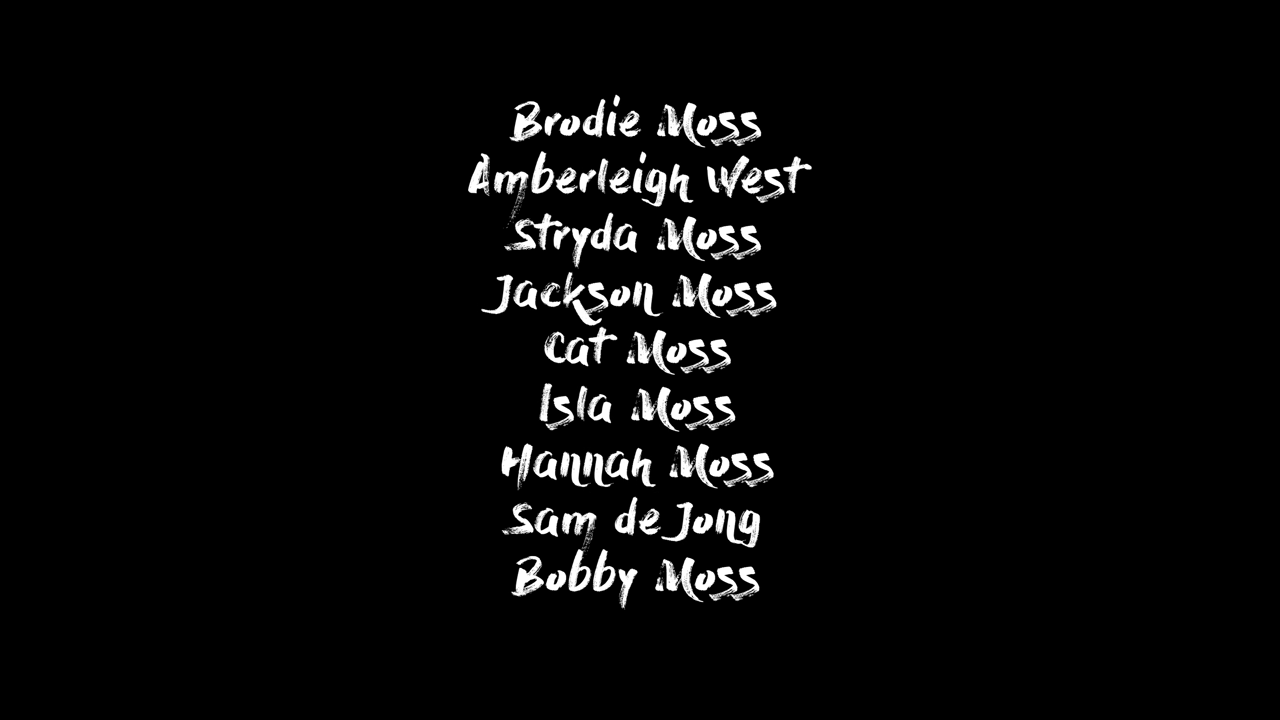 Brodie Moss
Amberleigh West
Stryda Moss
Jackson Moss
Cat Moss
Isla Moss
Hannah Moss
Sam de Jong
Bobby Moss